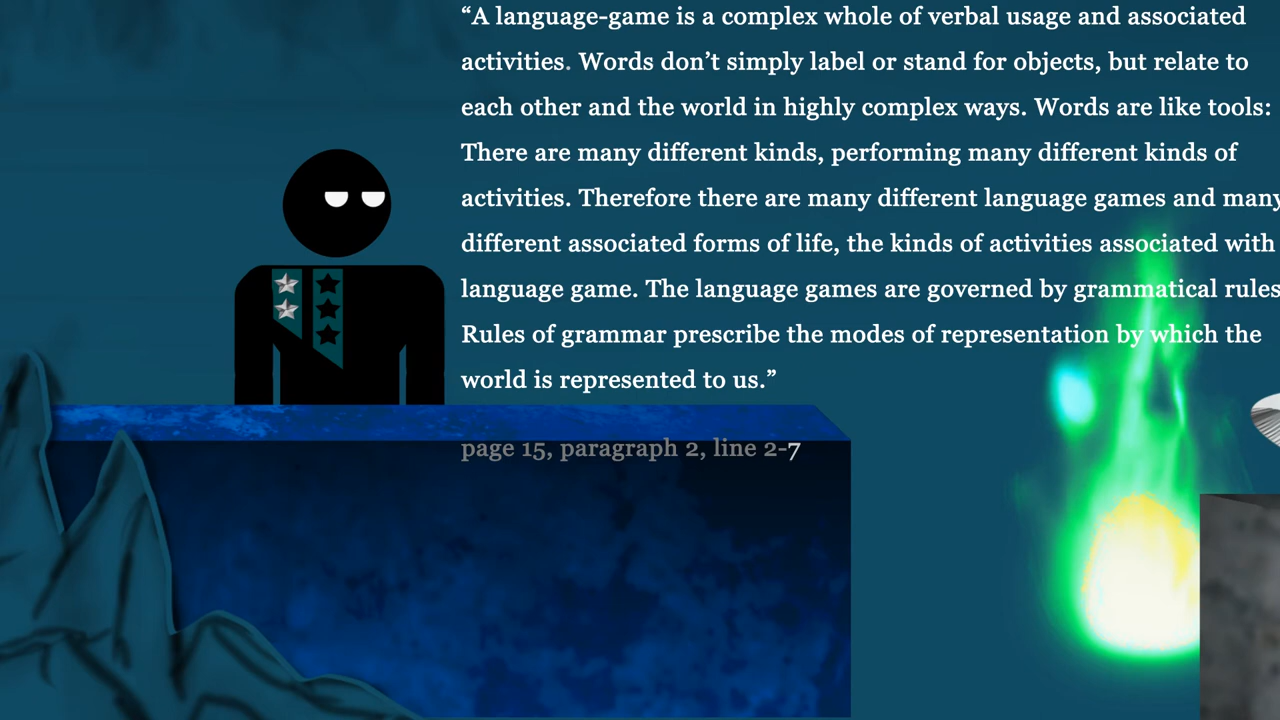 “A language-game is a complex whole of verbal usage and associated
activities. Words don’t simply label or stand for objects, but relate to
each other and the world in highly complex ways. Words are like tools:
There are many different kinds, performing many different kinds of
activities. Therefore there are many different language games and many
different associated forms of life, the kinds of activities associated with
language game. The language games are governed by grammatical rules
Rules of grammar prescribe the modes of representation by which the
world is represented to us.”
page 15, paragraph 2, line 2-7